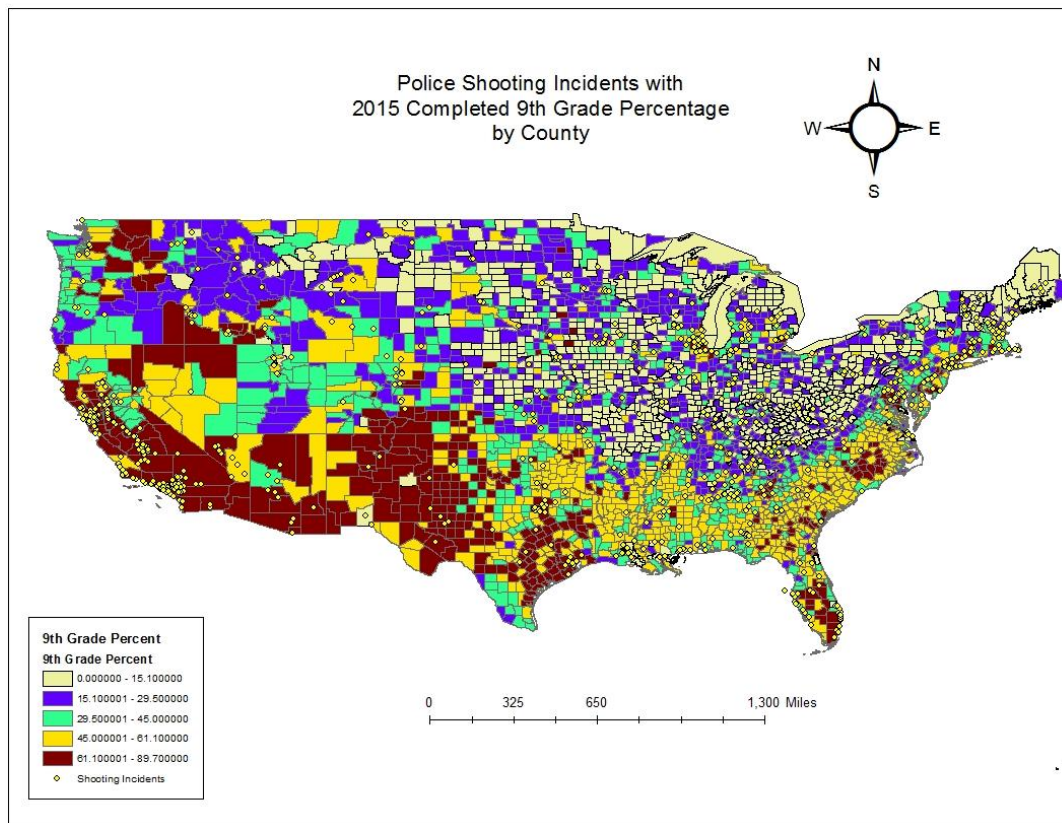 Police Shooting Incidents with
2015 Completed 9th Grade Percentage
by County
N
W E
S
9th Grade Percent
9th Grade Percent
0.000000 - 15.100000
15.100001 - 29.500000
29.500001 - 45.000000
45.000001 - 61.100000
61.100001 - 89.700000
Shooting Incidents
0 325 650 1,300 Miles